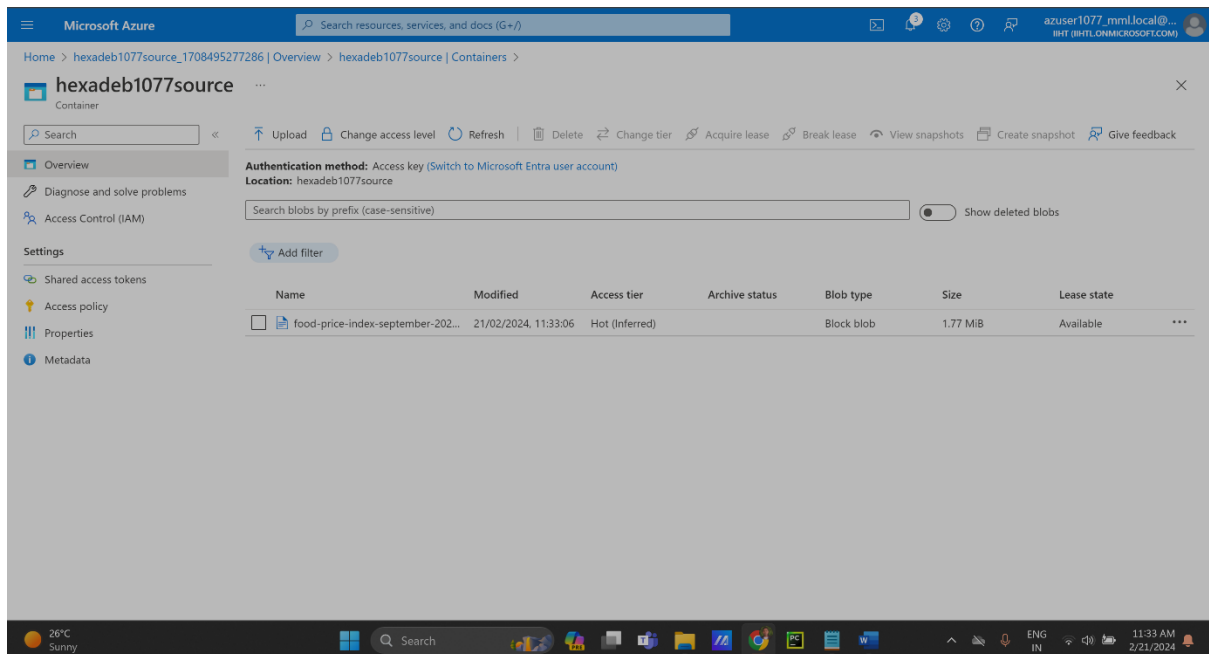 Microsoft Azure
Search resources, services, and docs (G+/)
3
azuser1077_mml.local@...
IIHT (IIHTL.ONMICROSOFT.COM)
Home > hexadeb1077source_1708495277286 | Overview > hexadeb1077source | Containers >
hexadeb1077source ...
Container
Search
Upload Change access level Refresh Delete Change tier Acquire lease Break lease View snapshots Create snapshot Give feedback
Overview
Diagnose and solve problems
Access Control (IAM)
Settings
Shared access tokens
Access policy
Properties
Metadata
Authentication method: Access key (Switch to Microsoft Entra user account)
Location: hexadeb1077source
Search blobs by prefix (case-sensitive)
Show deleted blobs
Add filter
Name Modified Access tier Archive status Blob type Size Lease state
food-price-index-september-202... 21/02/2024, 11:33:06 Hot (Inferred) Block blob 1.77 MiB Available ...
26°C
Sunny
Search
ENG
IN
11:33 AM
2/21/2024